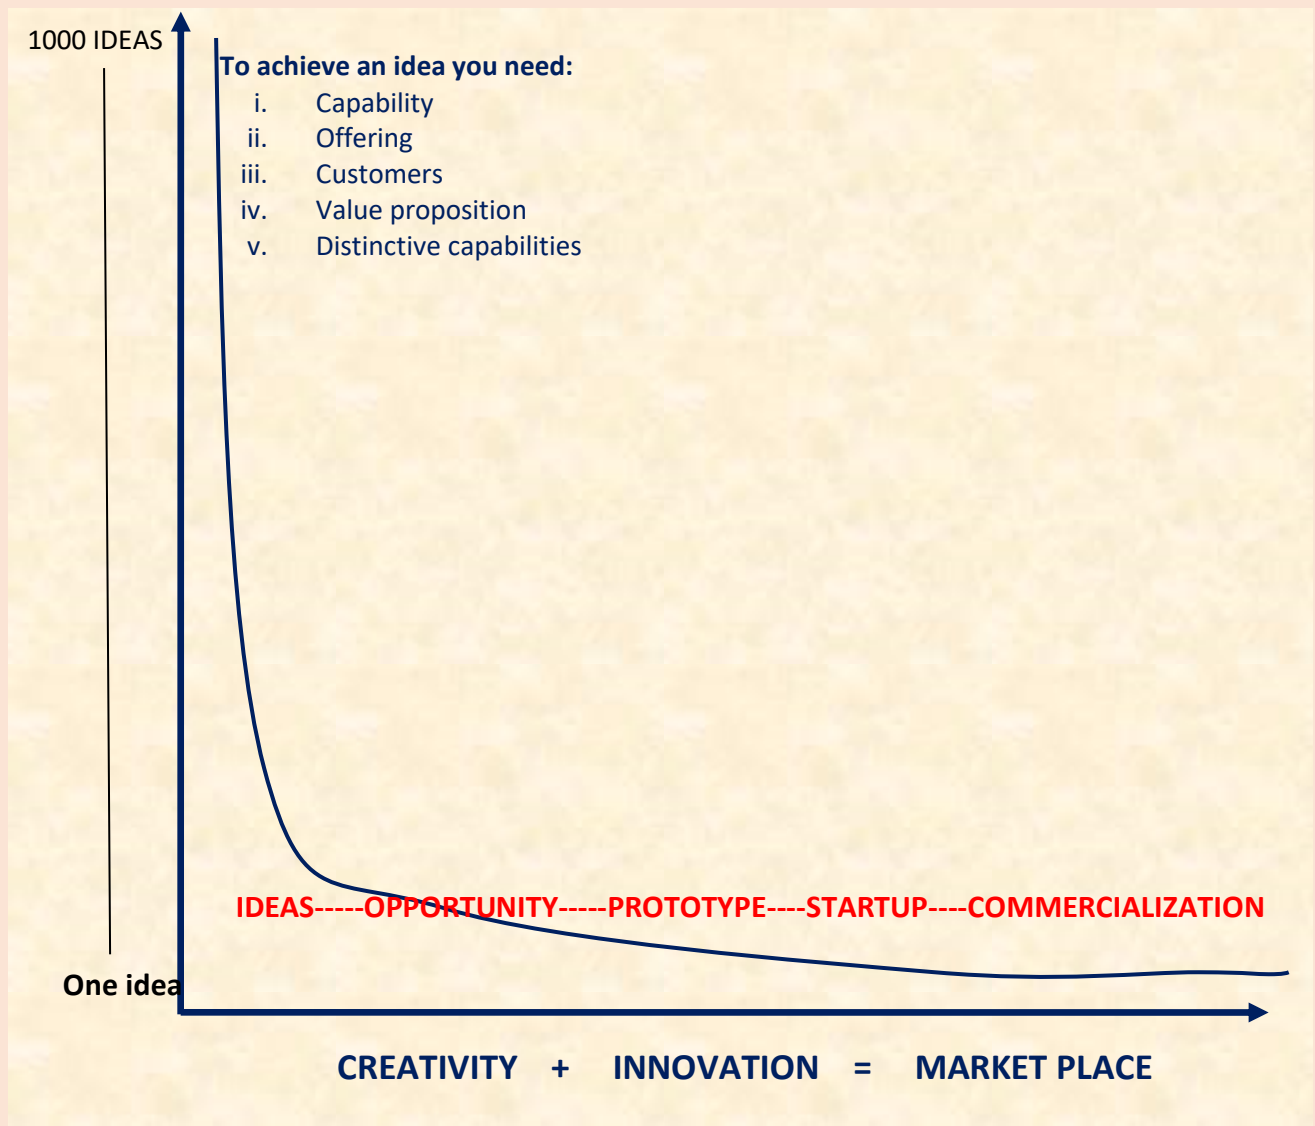 1000 IDEAS
To achieve an idea you need:
i. Capability
ii. Offering
iii. Customers
iv. Value proposition
v. Distinctive capabilities
IDEAS-----OPPORTUNITY-----PROTOTYPE----STARTUP----COMMERCIALIZATION
One idea
CREATIVITY + INNOVATION = MARKET PLACE